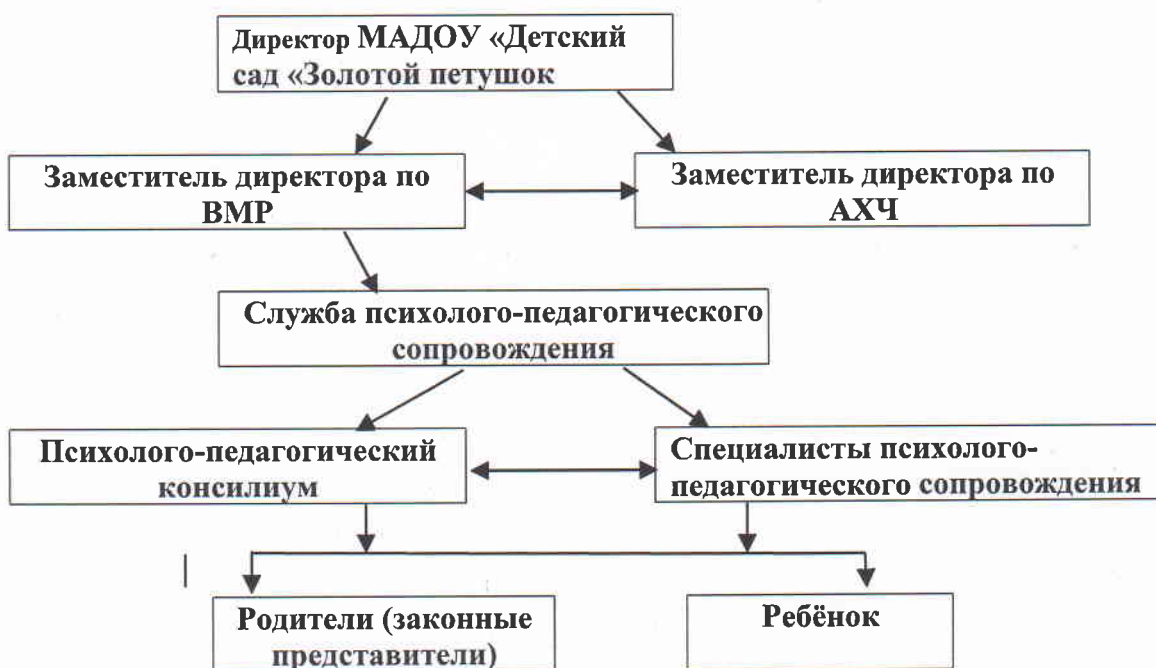 Директор МАДОУ «Детский
сад «Золотой петушок
Заместитель директора по
ВМР
Заместитель директора по
АХЧ
Служба психолого-педагогического
сопровождения
Психолого-педагогический
консилиум
Специалисты психолого-
педагогического сопровождения
Родители (законные
представители)
Ребёнок